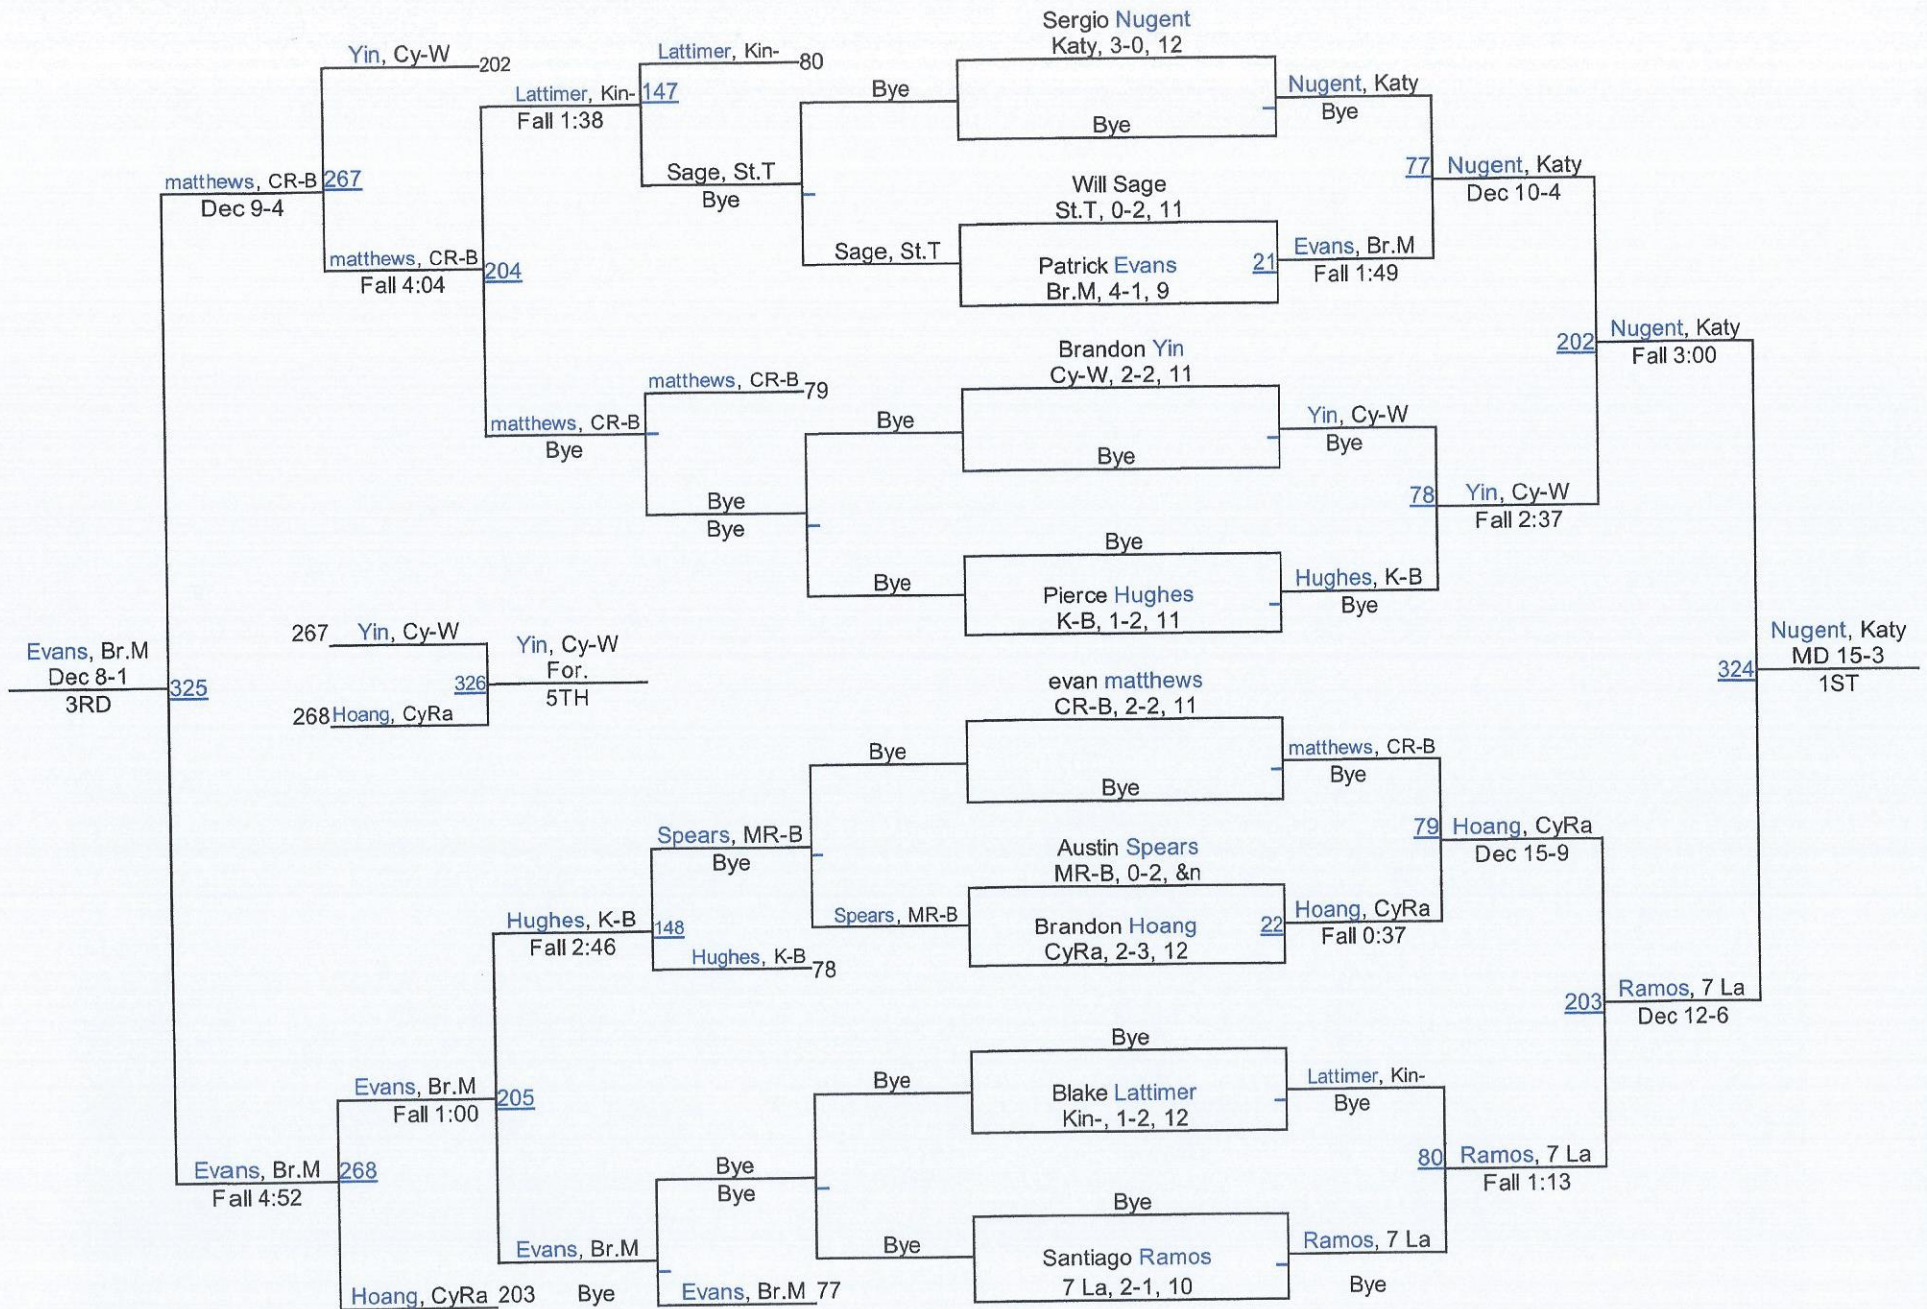 Sergio Nugent
Katy, 3-0, 12
Bye
Will Sage
St.T, 0-2, 11
Patrick Evans
Br.M, 4-1, 9
21
Brandon Yin
Cy-W, 2-2, 11
Bye
Bye
Pierce Hughes
K-B, 1-2, 11
evan matthews
CR-B, 2-2, 11
Bye
Austin Spears
MR-B, 0-2, &n
Brandon Hoang
CyRa, 2-3, 12
22
Bye
Blake Lattimer
Kin-, 1-2, 12
Bye
Santiago Ramos
7 La, 2-1, 10
Nugent, Katy
Bye
77
Evans, Br.M
Fall 1:49
Yin, Cy-W
Bye
78
Hughes, K-B
Bye
matthews, CR-B
Bye
79
Hoang, CyRa
Fall 0:37
Lattimer, Kin-
Bye
80
Ramos, 7 La
Bye
Nugent, Katy
Dec 10-4
202
Yin, Cy-W
Fall 2:37
Hoang, CyRa
Dec 15-9
203
Ramos, 7 La
Fall 1:13
Nugent, Katy
Fall 3:00
324
Ramos, 7 La
Dec 12-6
Nugent, Katy
MD 15-3
1ST
Bye
Sage, St.T
Bye
Bye
Bye
Spears, MR-B
Bye
Bye
Lattimer, Kin- 80
147
Sage, St.T
Bye
matthews, CR-B 79
Bye
Bye
Spears, MR-B
Bye
148
Hughes, K-B 78
Bye
Bye
Evans, Br.M 77
Lattimer, Kin-
Fall 1:38
204
matthews, CR-B
Bye
Hughes, K-B
Fall 2:46
205
Evans, Br.M
Bye
Yin, Cy-W 202
267
matthews, CR-B
Fall 4:04
Evans, Br.M
Fall 1:00
268
Hoang, CyRa 203
matthews, CR-B
Dec 9-4
325
Evans, Br.M
Fall 4:52
Evans, Br.M
Dec 8-1
3RD
267 Yin, Cy-W
326
268 Hoang, CyRa
Yin, Cy-W
For.
5TH